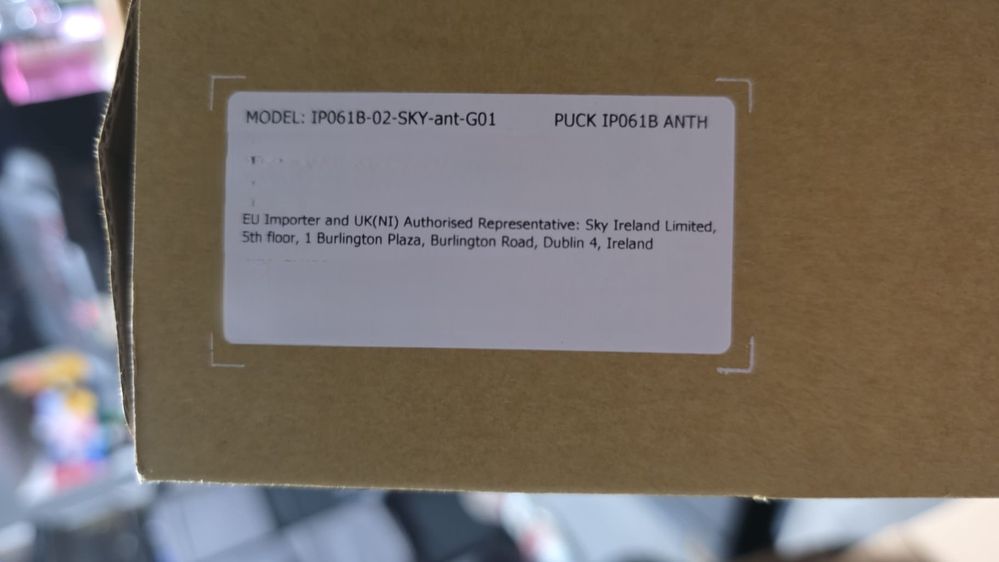 MODEL: IP061B-02-SKY-ant-G01 PUCK IP061B ANTH
EU Importer and UK(NI) Authorised Representative: Sky Ireland Limited,
5th floor, 1 Burlington Plaza, Burlington Road, Dublin 4, Ireland